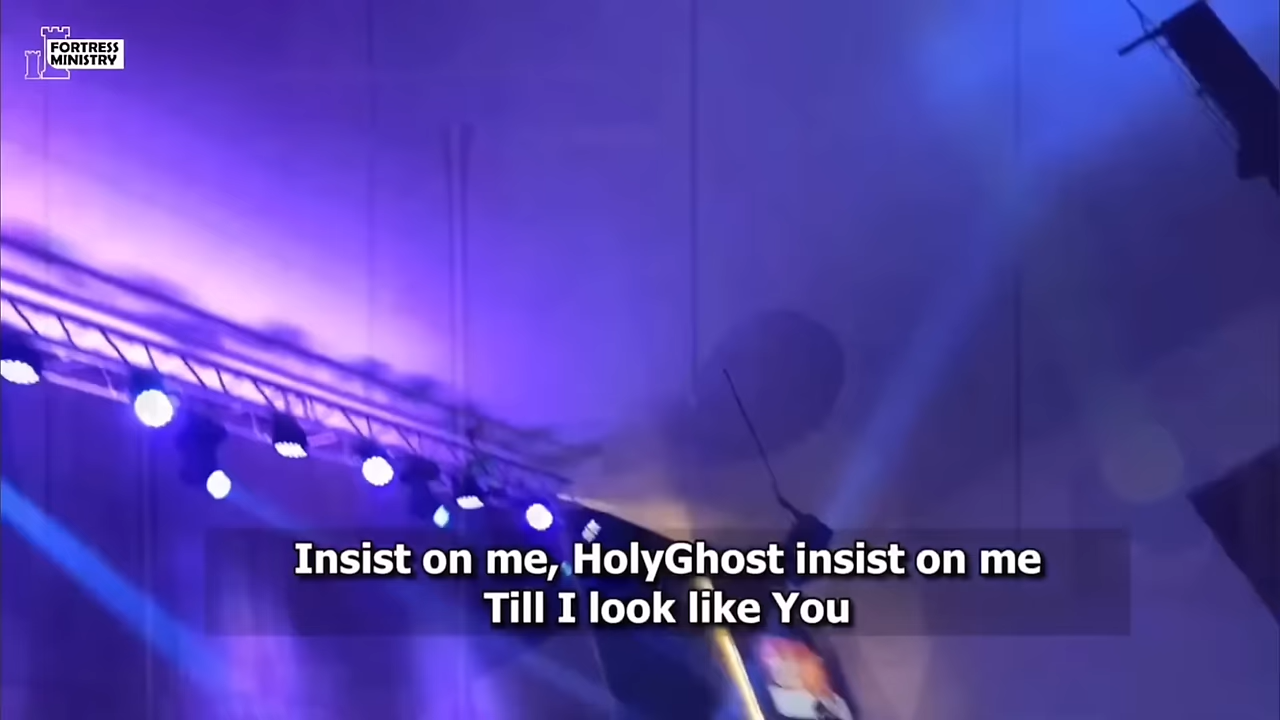 FORTRESS
MINISTRY
Insist on me, HolyGhost insist on me
Till I look like You